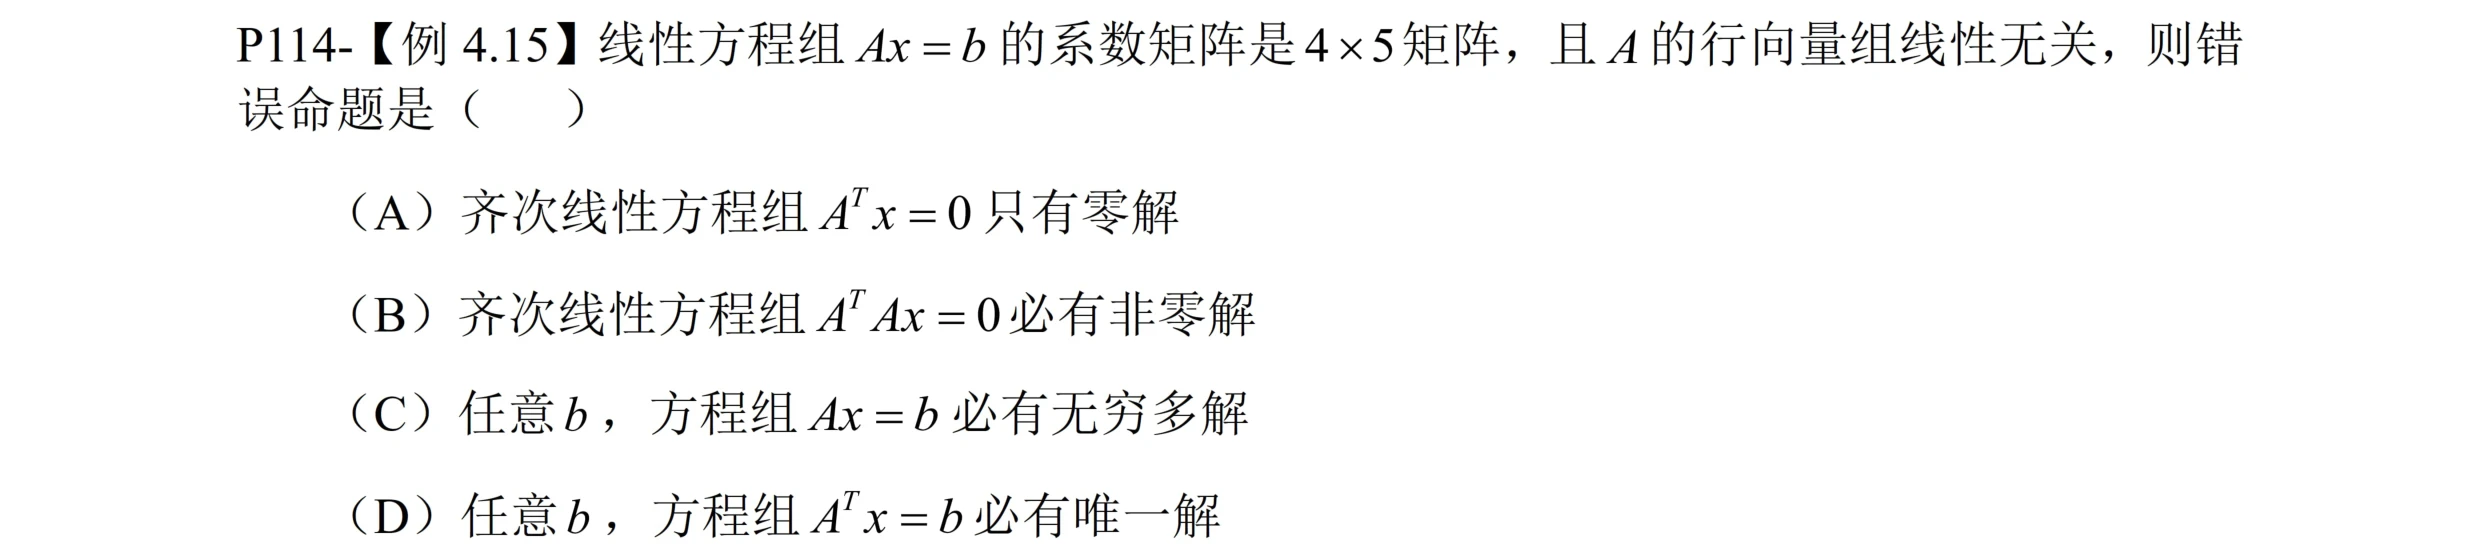 P114-【例 4.15】线性方程组 Ax = b 的系数矩阵是 4×5 矩阵，且 A 的行向量组线性无关，则错
误命题是（ ）
（A）齐次线性方程组 Aᵀx = 0 只有零解
（B）齐次线性方程组 AᵀAx = 0 必有非零解
（C）任意 b ，方程组 Ax = b 必有无穷多解
（D）任意 b ，方程组 Aᵀx = b 必有唯一解